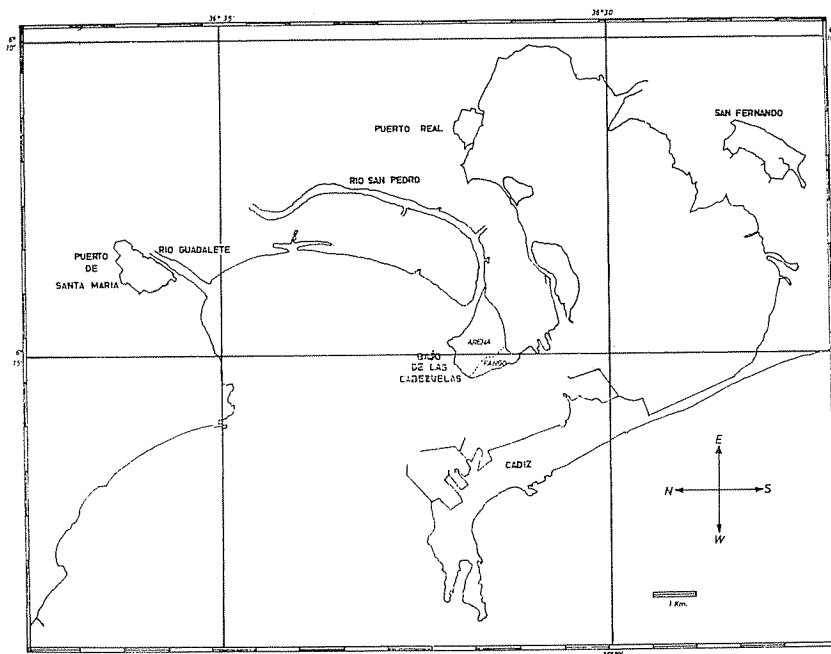 36° 35'
36° 30'
6°
10'
SAN FERNANDO
PUERTO REAL
RIO SAN PEDRO
RIO GUADALETE
PUERTO
DE
SANTA MARIA
ARENA
FANGO
6°
15'
BAJO
DE LAS
CABEZUELAS
CADIZ
E
N
S
W
1 Km.